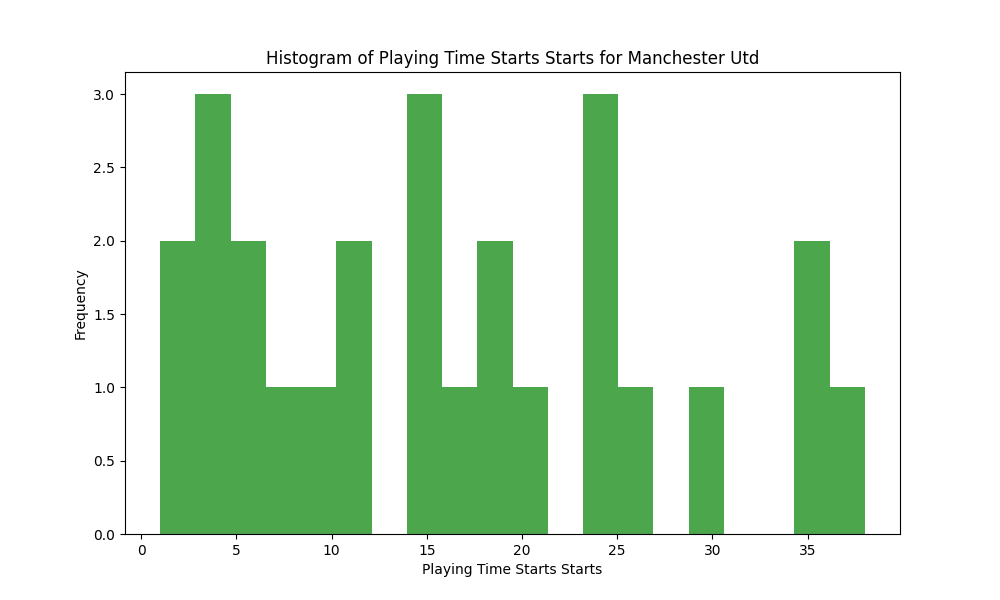 Histogram of Playing Time Starts Starts for Manchester Utd
3.0
2.5
2.0
1.5
1.0
0.5
0.0
Frequency
0 5 10 15 20 25 30 35
Playing Time Starts Starts